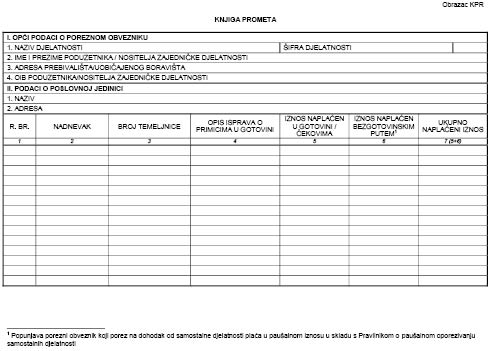 Obrazac KPR
KNJIGA PROMETA
I. OPĆI PODACI O POREZNOM OBVEZNIKU
1. NAZIV DJELATNOSTI ŠIFRA DJELATNOSTI
2. IME I PREZIME PODUZETNIKA / NOSITELJA ZAJEDNIČKE DJELATNOSTI
3. ADRESA PREBIVALIŠTA/UOBIČAJENOG BORAVIŠTA
4. OIB PODUZETNIKA/NOSITELJA ZAJEDNIČKE DJELATNOSTI
II. PODACI O POSLOVNOJ JEDINICI
1. NAZIV
2. ADRESA
R. BR. NADNEVAK BROJ TEMELJNICE OPIS ISPRAVA O PRIMICIMA U GOTOVINI IZNOS NAPLAĆEN U GOTOVINI / ČEKOVIMA IZNOS NAPLAĆEN BEZGOTOVINSKIM PUTEM¹ UKUPNO NAPLAĆENI IZNOS
1 2 3 4 5 6 7 (5+6)
¹ Popunjava porezni obveznik koji porez na dohodak od samostalne djelatnosti plaća u paušalnom iznosu u skladu s Pravilnikom o paušalnom oporezivanju
samostalnih djelatnosti